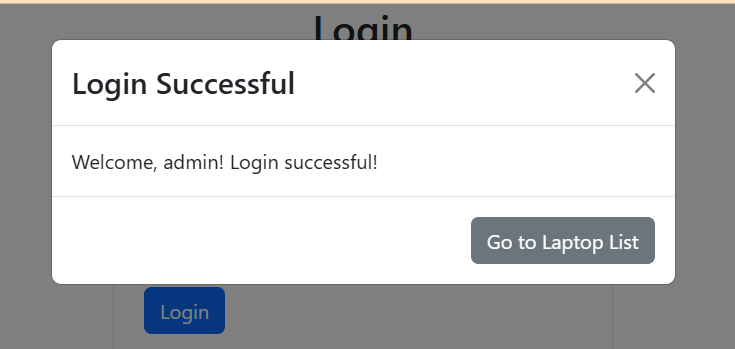 Login
Login Successful
Welcome, admin! Login successful!
Go to Laptop List
Login